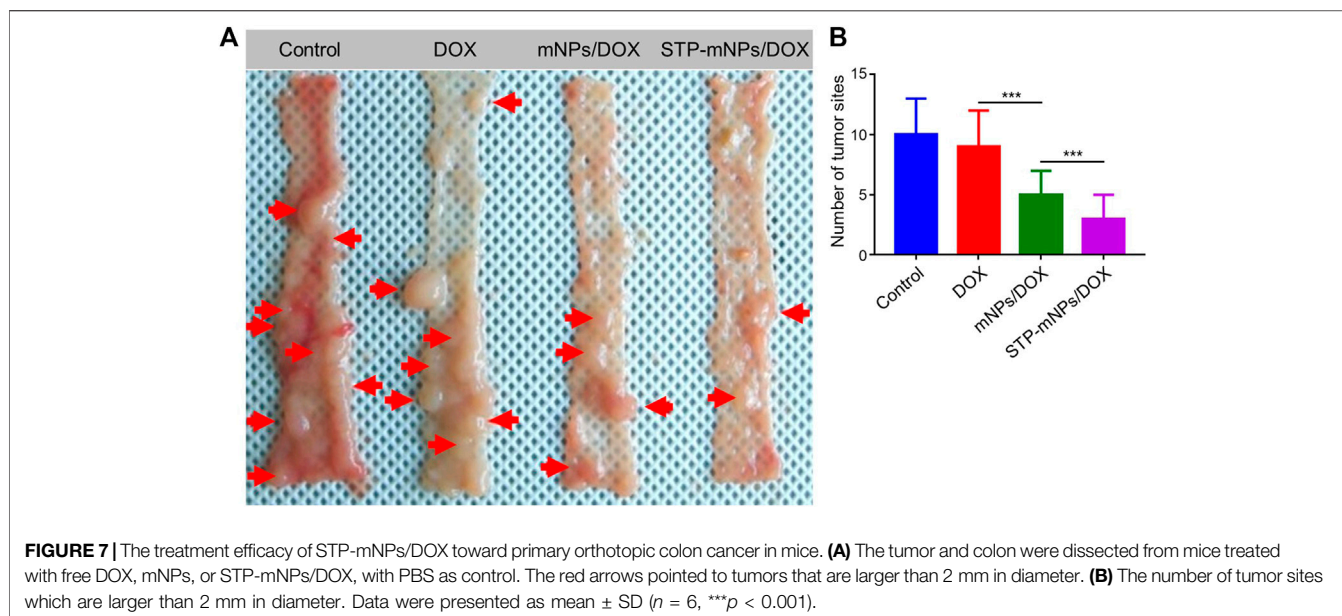 A
Control DOX mNPs/DOX STP-mNPs/DOX
B
15
10
5
0
Number of tumor sites
***
***
Control
DOX
mNPs/DOX
STP-mNPs/DOX
FIGURE 7 | The treatment efficacy of STP-mNPs/DOX toward primary orthotopic colon cancer in mice. (A) The tumor and colon were dissected from mice treated
with free DOX, mNPs, or STP-mNPs/DOX, with PBS as control. The red arrows pointed to tumors that are larger than 2 mm in diameter. (B) The number of tumor sites
which are larger than 2 mm in diameter. Data were presented as mean ± SD (n = 6, ***p < 0.001).